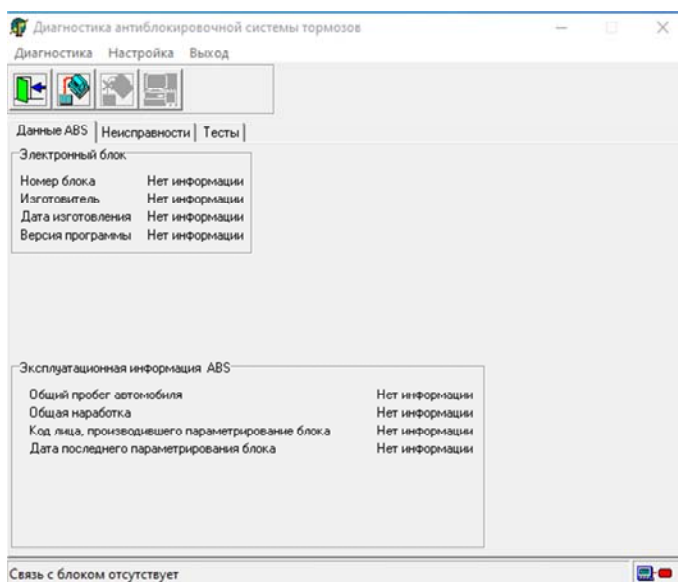 Диагностика антиблокировочной системы тормозов
Диагностика Настройка Выход
Данные ABS Неисправности Тесты
Электронный блок
Номер блока Нет информации
Изготовитель Нет информации
Дата изготовления Нет информации
Версия программы Нет информации
Эксплуатационная информация ABS
Общий пробег автомобиля Нет информации
Общая наработка Нет информации
Код лица, производившего параметрирование блока Нет информации
Дата последнего параметрирования блока Нет информации
Связь с блоком отсутствует